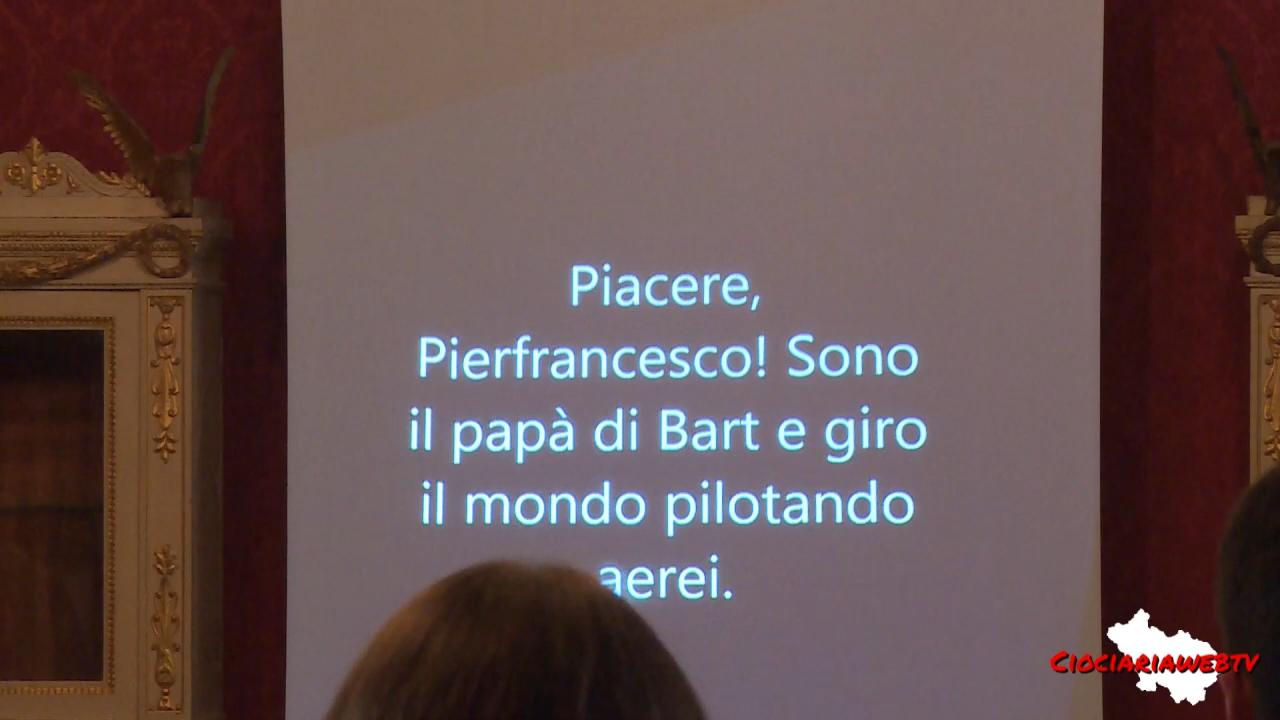 Piacere,
Pierfrancesco! Sono
il papà di Bart e giro
il mondo pilotando
aerei.
CIOCIARIAWEBTV